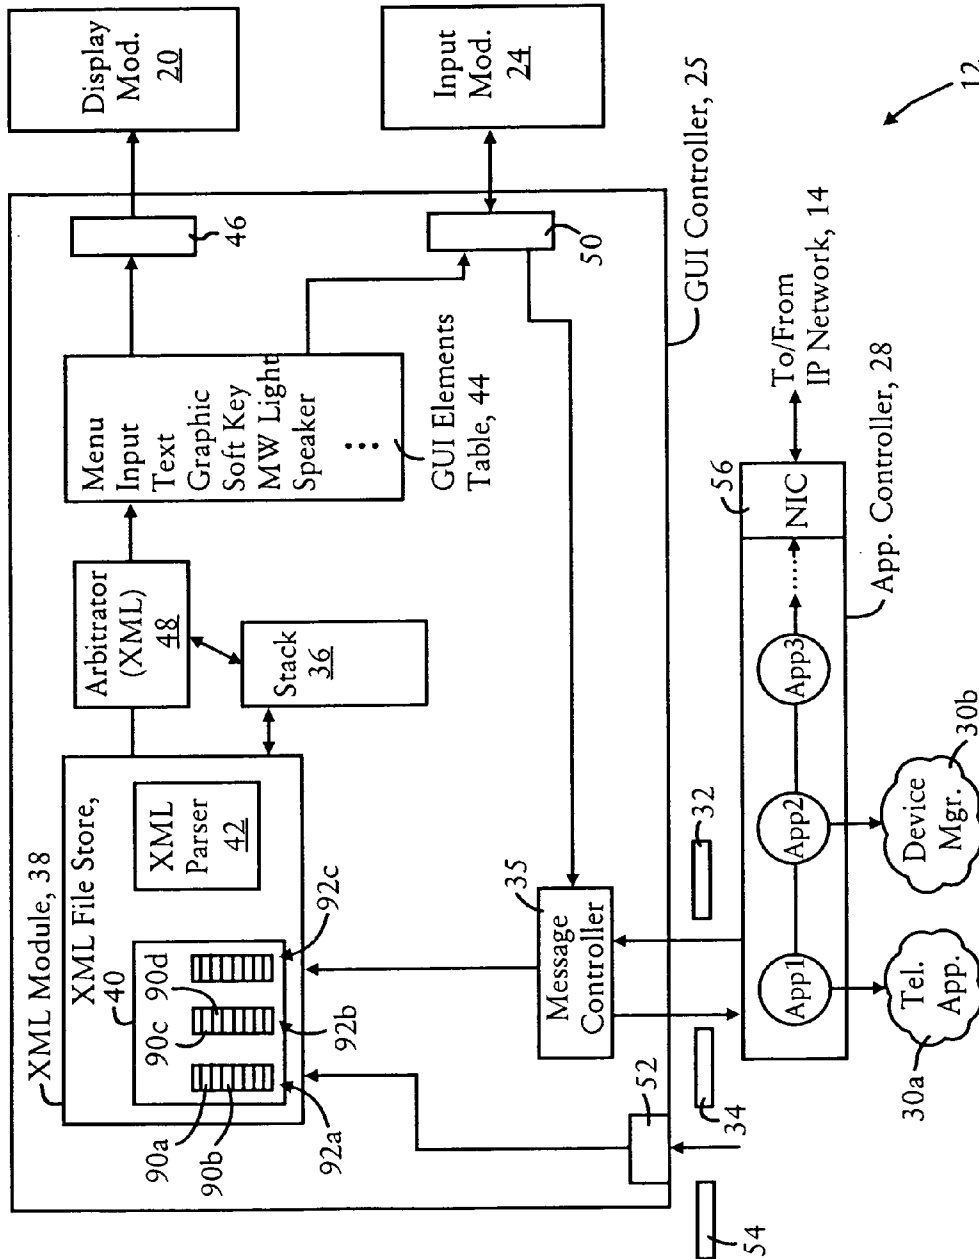 Display
Mod.
20
Input
Mod.
24
12
46
50
GUI Controller, 25
Menu
Input
Text
Graphic
Soft Key
MW Light
Speaker
GUI Elements
Table, 44
To/From
IP Network, 14
Arbitrator
(XML)
48
Stack
36
56
NIC
App. Controller, 28
XML Module, 38
XML File Store,
40
XML
Parser
42
90a
90b
90c
90d
92a
92b
92c
35
Message
Controller
32
34
52
54
App1
App2
App3
Tel.
App.
30a
Device
Mgr.
30b